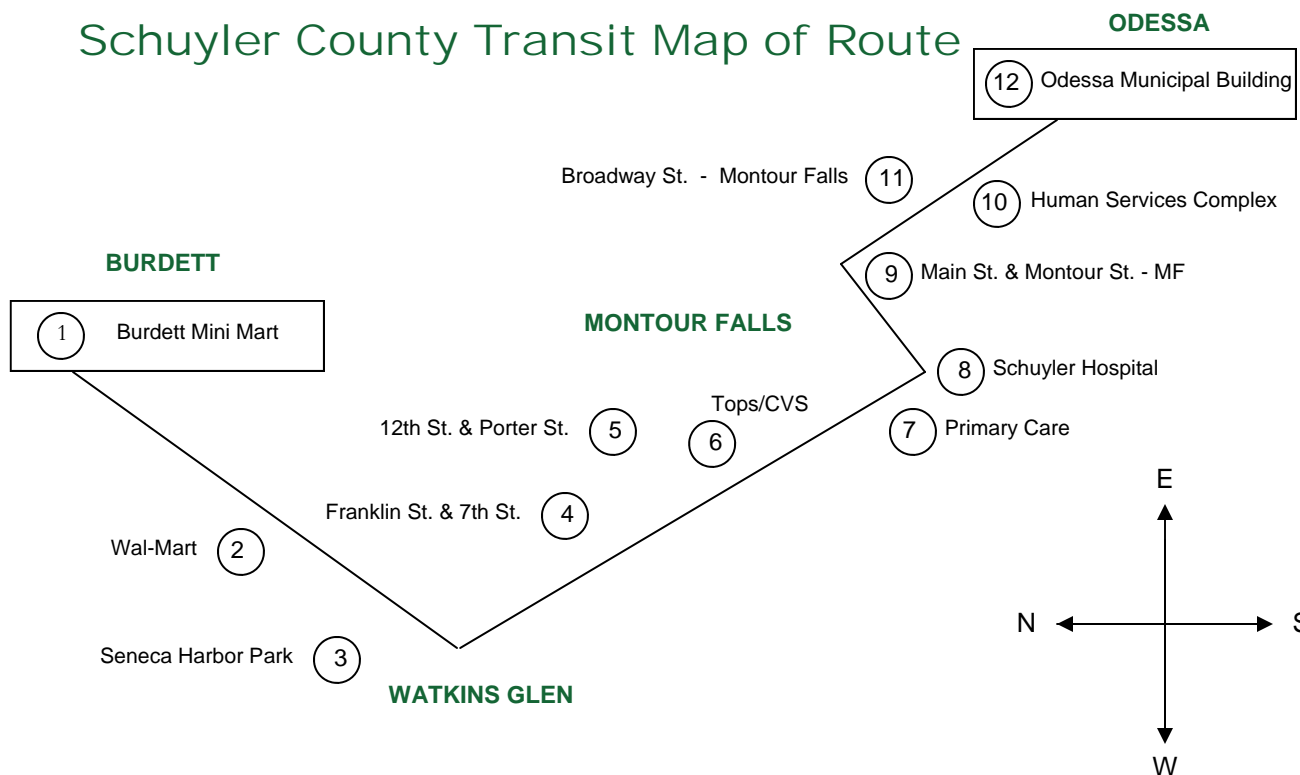 Schuyler County Transit Map of Route
ODESSA
12 Odessa Municipal Building
Broadway St. - Montour Falls 11
10 Human Services Complex
BURDETT
9 Main St. & Montour St. - MF
1 Burdett Mini Mart
MONTOUR FALLS
8 Schuyler Hospital
Tops/CVS
6
12th St. & Porter St. 5
7 Primary Care
Franklin St. & 7th St. 4
Wal-Mart 2
Seneca Harbor Park 3
WATKINS GLEN
E
N
S
W